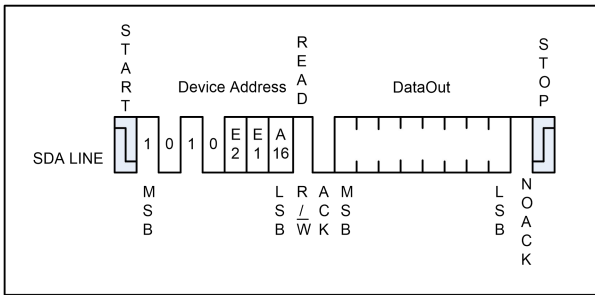 START
READ
STOP
Device Address
DataOut
SDA LINE
1 0 1 0 E2 E1 A16
MSB
LSB
R/W
ACK
MSB
LSB
NOACK